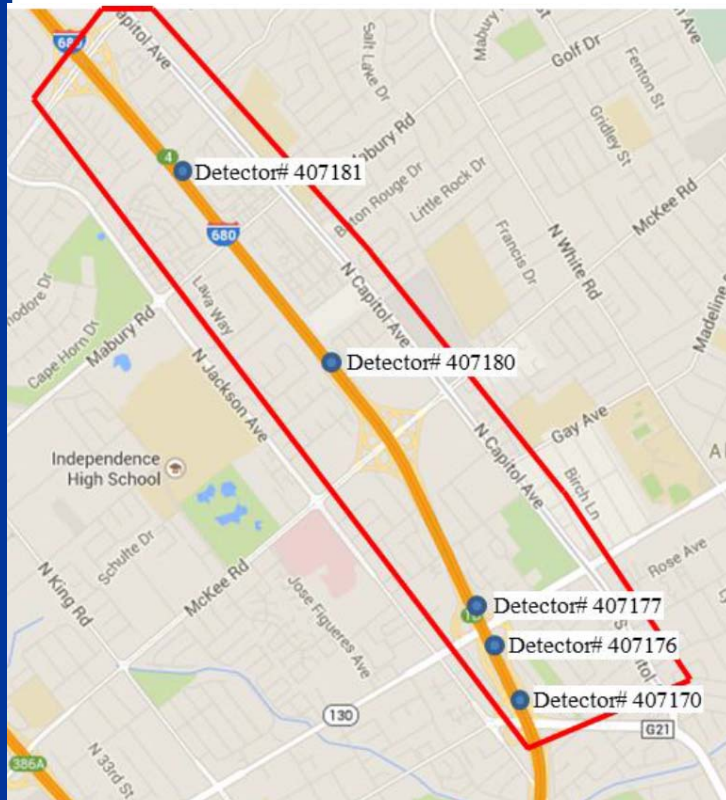 Capitol Ave
680
Salt Lake Dr
Mabury
Golf Dr
Fenton St
Gridley St
4
Detector# 407181
Mabury Rd
Baton Rouge Dr
Little Rock Dr
McKee Rd
680
Francis Dr
N White Rd
N Capitol Ave
Lava Way
Cape Horn Dr
Mabury Rd
Madeline
Detector# 407180
N Jackson Ave
N Capitol Ave
Gay Ave
Independence
High School
Birch Ln
Schulte Dr
McKee Rd
Rose Ave
N King Rd
Jose Figueres Ave
Detector# 407177
Detector# 407176
Detector# 407170
130
G21
N 33rd St
386A